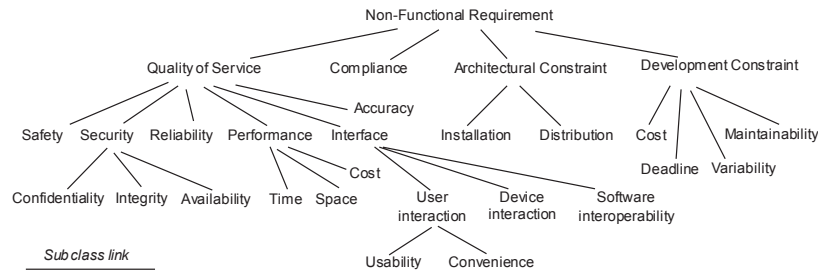 Non-Functional Requirement
Quality of Service
Compliance
Architectural Constraint
Development Constraint
Accuracy
Safety
Security
Reliability
Performance
Interface
Installation
Distribution
Cost
Maintainability
Deadline
Variability
Cost
Confidentiality
Integrity
Availability
Time
Space
User
interaction
Device
interaction
Software
interoperability
Usability
Convenience
Subclass link